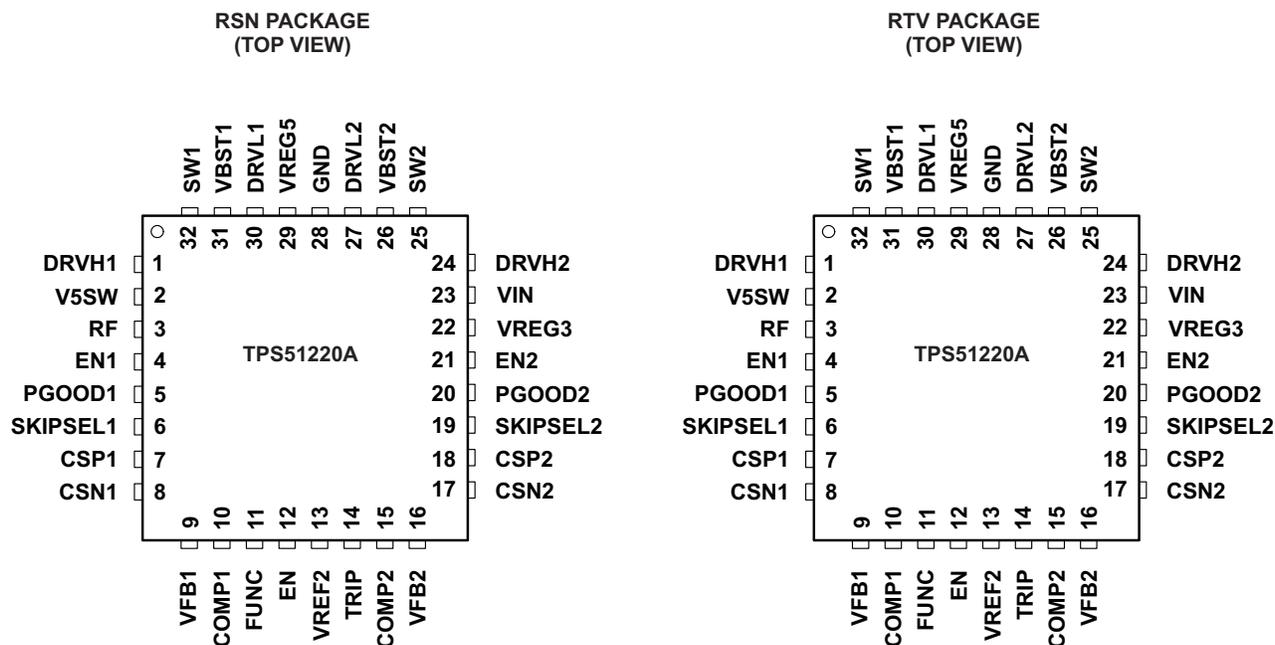 RSN PACKAGE
(TOP VIEW)
SW1
VBST1
DRVL1
VREG5
GND
DRVL2
VBST2
SW2
32
31
30
29
28
27
26
25
DRVH1 1
V5SW 2
RF 3
EN1 4
PGOOD1 5
SKIPSEL1 6
CSP1 7
CSN1 8
TPS51220A
24 DRVH2
23 VIN
22 VREG3
21 EN2
20 PGOOD2
19 SKIPSEL2
18 CSP2
17 CSN2
9
10
11
12
13
14
15
16
VFB1
COMP1
FUNC
EN
VREF2
TRIP
COMP2
VFB2
RTV PACKAGE
(TOP VIEW)
SW1
VBST1
DRVL1
VREG5
GND
DRVL2
VBST2
SW2
32
31
30
29
28
27
26
25
DRVH1 1
V5SW 2
RF 3
EN1 4
PGOOD1 5
SKIPSEL1 6
CSP1 7
CSN1 8
TPS51220A
24 DRVH2
23 VIN
22 VREG3
21 EN2
20 PGOOD2
19 SKIPSEL2
18 CSP2
17 CSN2
9
10
11
12
13
14
15
16
VFB1
COMP1
FUNC
EN
VREF2
TRIP
COMP2
VFB2